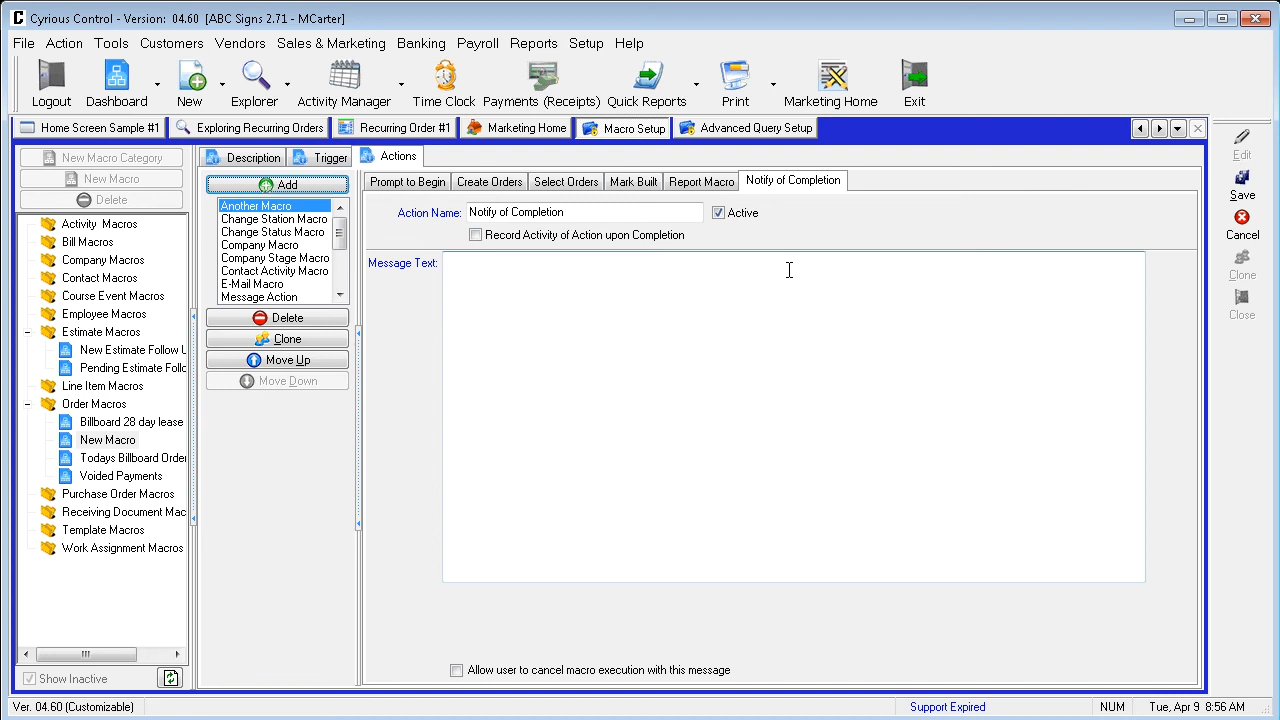 Cyrious Control - Version: 04.60 [ABC Signs 2.71 - MCarter]
File Action Tools Customers Vendors Sales & Marketing Banking Payroll Reports Setup Help
Logout Dashboard New Explorer Activity Manager Time Clock Payments (Receipts) Quick Reports Print Marketing Home Exit
Home Screen Sample #1 Exploring Recurring Orders Recurring Order #1 Marketing Home Macro Setup Advanced Query Setup
New Macro Category
New Macro
Delete
Activity Macros
Bill Macros
Company Macros
Contact Macros
Course Event Macros
Employee Macros
Estimate Macros
New Estimate Follow U
Pending Estimate Follo
Line Item Macros
Order Macros
Billboard 28 day lease
New Macro
Todays Billboard Order
Voided Payments
Purchase Order Macros
Receiving Document Mac
Template Macros
Work Assignment Macros
Show Inactive
Description Trigger Actions
Add
Another Macro
Change Station Macro
Change Status Macro
Company Macro
Company Stage Macro
Contact Activity Macro
E-Mail Macro
Message Action
Delete
Clone
Move Up
Move Down
Prompt to Begin Create Orders Select Orders Mark Built Report Macro Notify of Completion
Action Name: Notify of Completion Active
Record Activity of Action upon Completion
Message Text:
Allow user to cancel macro execution with this message
Edit
Save
Cancel
Clone
Close
Ver. 04.60 (Customizable) Support Expired NUM Tue, Apr 9 8:56 AM